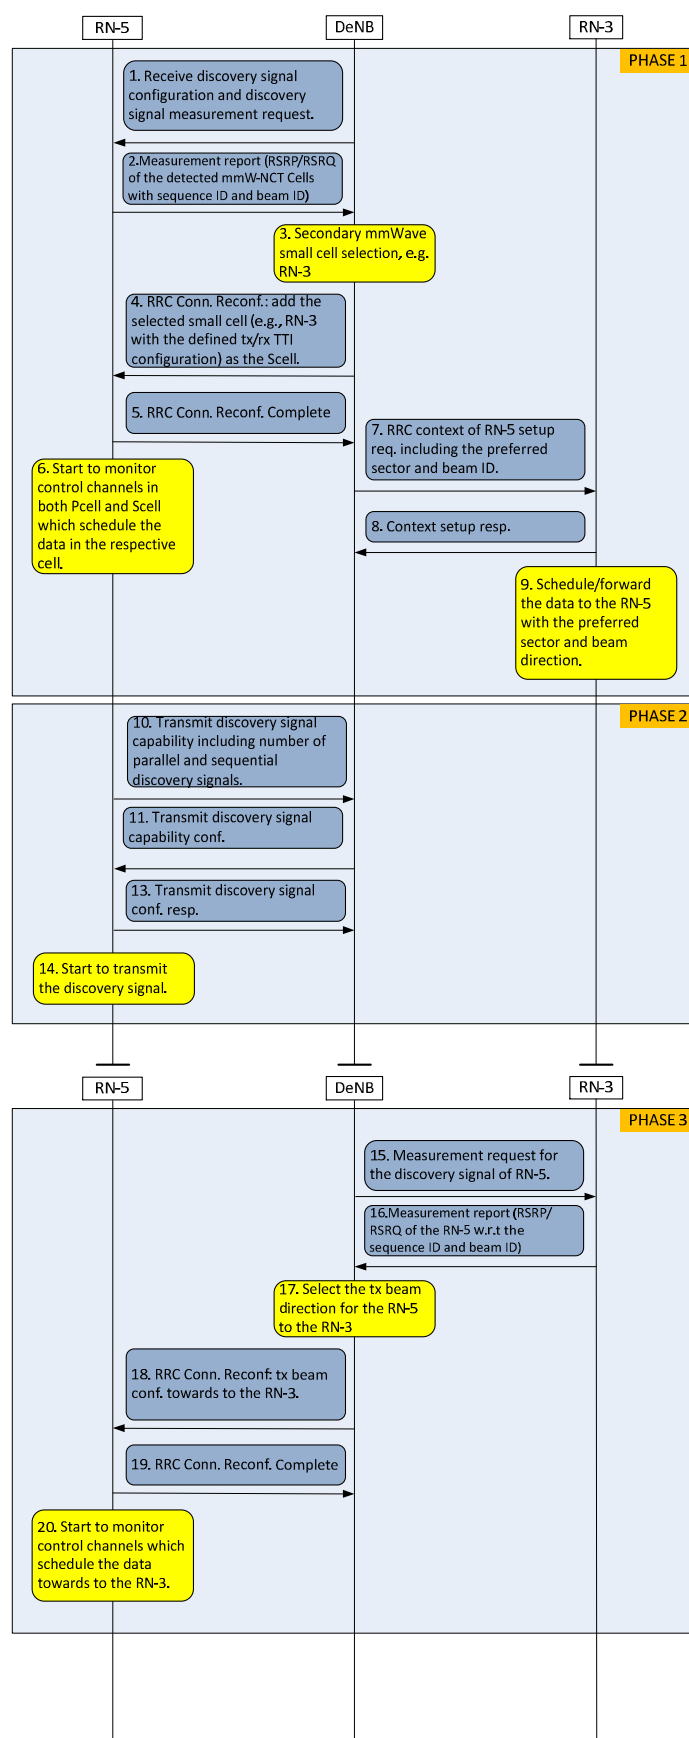 RN-5
DeNB
RN-3
PHASE 1
1. Receive discovery signal
configuration and discovery
signal measurement request.
2.Measurement report (RSRP/RSRQ
of the detected mmW-NCT Cells
with sequence ID and beam ID)
3. Secondary mmWave
small cell selection, e.g.
RN-3
4. RRC Conn. Reconf.: add the
selected small cell (e.g., RN-3
with the defined tx/rx TTI
configuration) as the Scell.
5. RRC Conn. Reconf. Complete
7. RRC context of RN-5 setup
req. including the preferred
sector and beam ID.
6. Start to monitor
control channels in
both Pcell and Scell
which schedule the
data in the respective
cell.
8. Context setup resp.
9. Schedule/forward
the data to the RN-5
with the preferred
sector and beam
direction.
PHASE 2
10. Transmit discovery signal
capability including number of
parallel and sequential
discovery signals.
11. Transmit discovery signal
capability conf.
13. Transmit discovery signal
conf. resp.
14. Start to transmit
the discovery signal.
RN-5
DeNB
RN-3
PHASE 3
15. Measurement request for
the discovery signal of RN-5.
16.Measurement report (RSRP/
RSRQ of the RN-5 w.r.t the
sequence ID and beam ID)
17. Select the tx beam
direction for the RN-5
to the RN-3
18. RRC Conn. Reconf: tx beam
conf. towards to the RN-3.
19. RRC Conn. Reconf. Complete
20. Start to monitor
control channels which
schedule the data
towards to the RN-3.